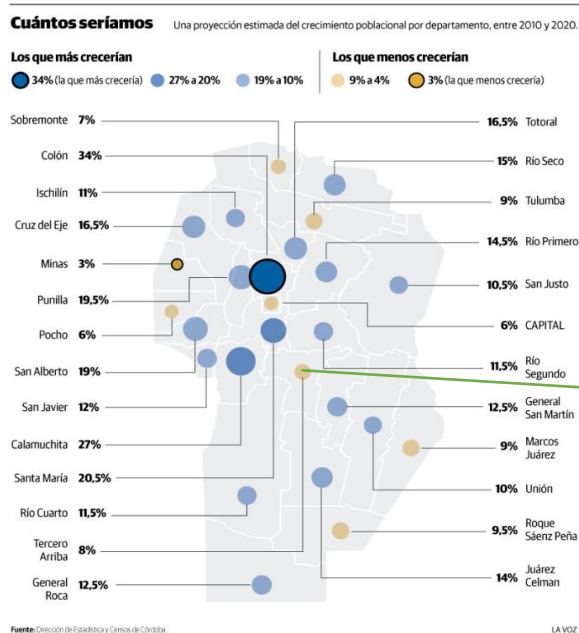 Cuántos seríamos
Una proyección estimada del crecimiento poblacional por departamento, entre 2010 y 2020.
Los que más crecerían
34% (la que más crecería)
27% a 20%
19% a 10%
Los que menos crecerían
9% a 4%
3% (la que menos crecería)
Sobremonte 7%
Colón 34%
Ischilín 11%
Cruz del Eje 16,5%
Minas 3%
Punilla 19,5%
Pocho 6%
San Alberto 19%
San Javier 12%
Calamuchita 27%
Santa María 20,5%
Río Cuarto 11,5%
Tercero
Arriba 8%
General
Roca 12,5%
16,5% Totoral
15% Río Seco
9% Tulumba
14,5% Río Primero
10,5% San Justo
6% CAPITAL
11,5% Río
Segundo
12,5% General
San Martín
9% Marcos
Juárez
10% Unión
9,5% Roque
Sáenz Peña
14% Juárez
Celman
Fuente: Dirección de Estadística y Censos de Córdoba
LA VOZ